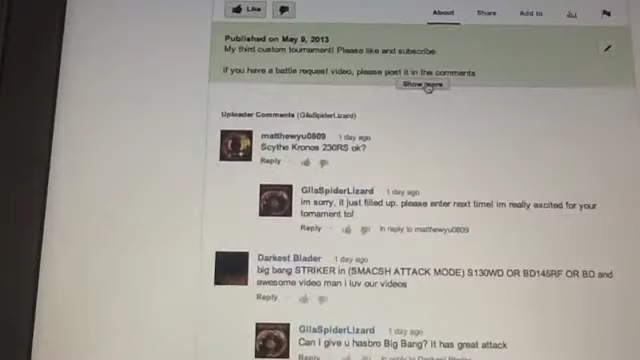 Like
About Share Add to
Published on May 9, 2013
My third custom tournament! Please like and subscribe.
if you have a battle request video, please post it in the comments
Show more
Uploader Comments (GilaSpiderLizard)
matthewyu0809 1 day ago
Scythe Kronos 230RS ok?
Reply
GilaSpiderLizard 1 day ago
im sorry, it just filled up. please enter next time! im really excited for your
tornament to!
Reply in reply to matthewyu0809
Darkest Blader 1 day ago
big bang STRIKER in (SMACSH ATTACK MODE) S130WD OR BD145RF OR BD and
awesome video man i luv our videos
Reply
GilaSpiderLizard 1 day ago
Can i give u hasbro Big Bang? It has great attack
Reply in reply to Darkest Blader